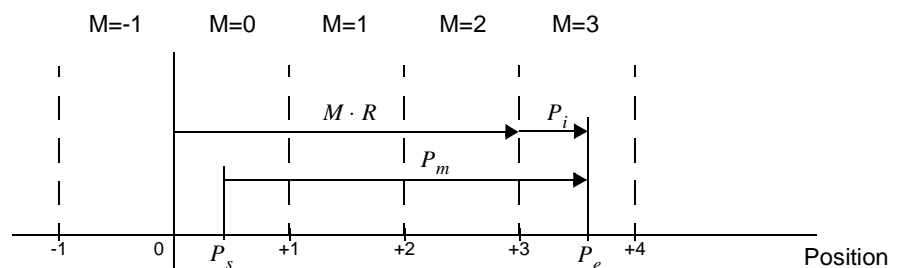 M=-1 M=0 M=1 M=2 M=3
M · R P_i
P_m
-1 0 P_s +1 +2 +3 P_e +4 Position